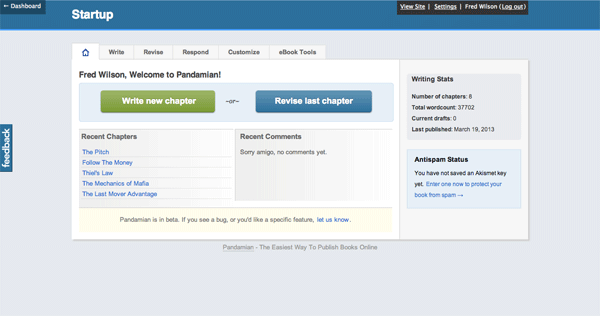 ← Dashboard
Startup
View Site | Settings | Fred Wilson (Log out)
Write Revise Respond Customize eBook Tools
Fred Wilson, Welcome to Pandamian!
Write new chapter -or- Revise last chapter
Recent Chapters
The Pitch
Follow The Money
Thiel's Law
The Mechanics of Mafia
The Last Mover Advantage
Recent Comments
Sorry amigo, no comments yet.
Pandamian is in beta. If you see a bug, or you'd like a specific feature, let us know.
Writing Stats
Number of chapters: 8
Total wordcount: 37702
Current drafts: 0
Last published: March 19, 2013
Antispam Status
You have not saved an Akismet key
yet. Enter one now to protect your
book from spam →
feedback
Pandamian - The Easiest Way To Publish Books Online